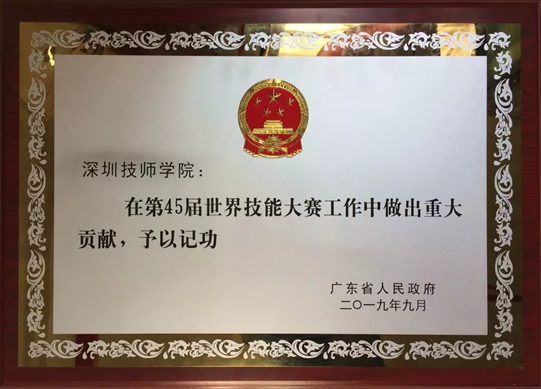 深圳技师学院：
在第45届世界技能大赛工作中做出重大
贡献，予以记功
广东省人民政府
二〇一九年九月